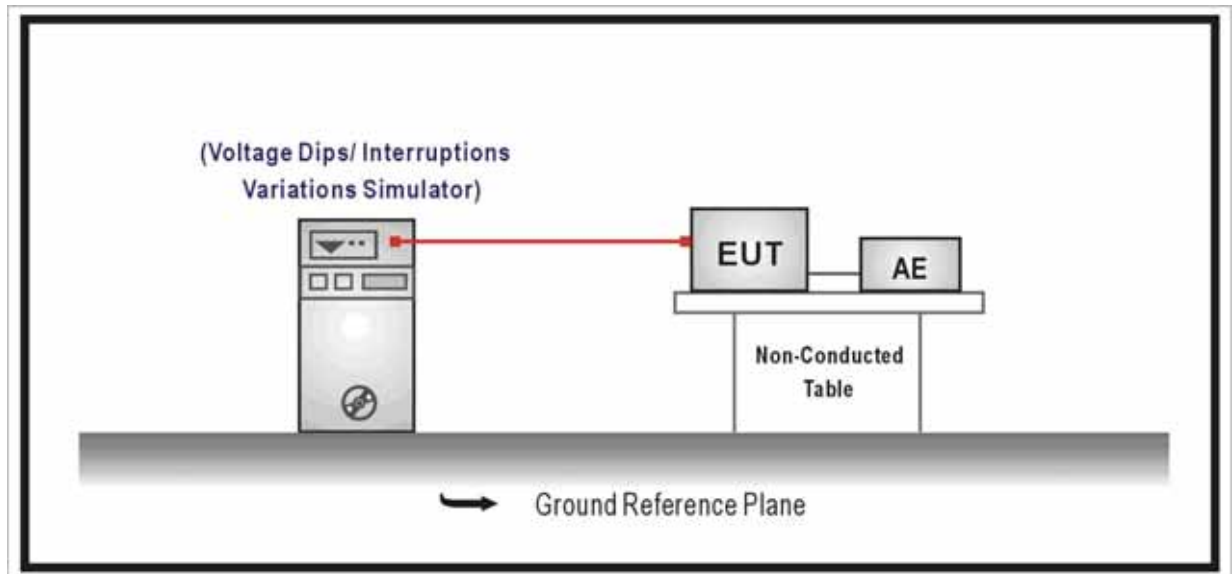 (Voltage Dips/ Interruptions
Variations Simulator)
EUT
AE
Non-Conducted
Table
Ground Reference Plane